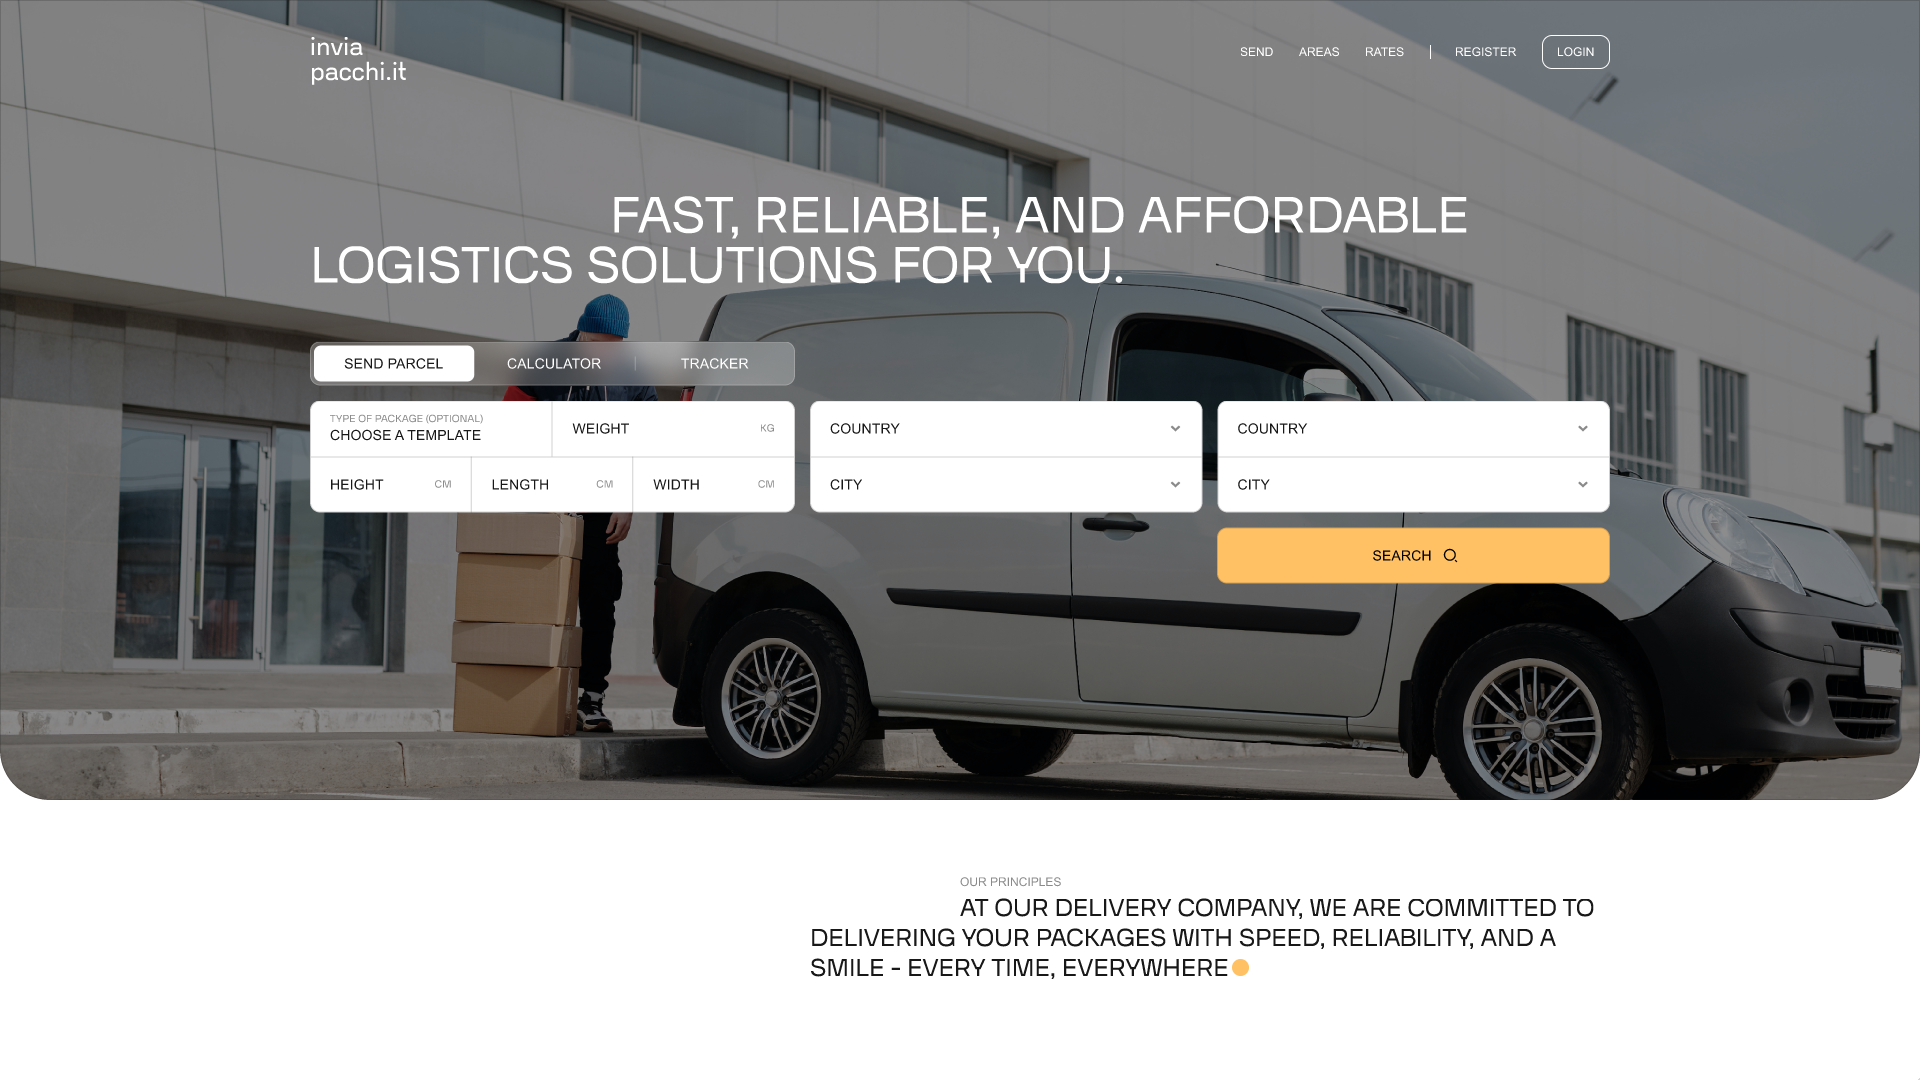 invia
pacchi.it
SEND AREAS RATES | REGISTER LOGIN
FAST, RELIABLE, AND AFFORDABLE
LOGISTICS SOLUTIONS FOR YOU.
SEND PARCEL CALCULATOR TRACKER
TYPE OF PACKAGE (OPTIONAL)
CHOOSE A TEMPLATE
WEIGHT KG
HEIGHT CM LENGTH CM WIDTH CM
COUNTRY
CITY
COUNTRY
CITY
SEARCH
OUR PRINCIPLES
AT OUR DELIVERY COMPANY, WE ARE COMMITTED TO
DELIVERING YOUR PACKAGES WITH SPEED, RELIABILITY, AND A
SMILE - EVERY TIME, EVERYWHERE